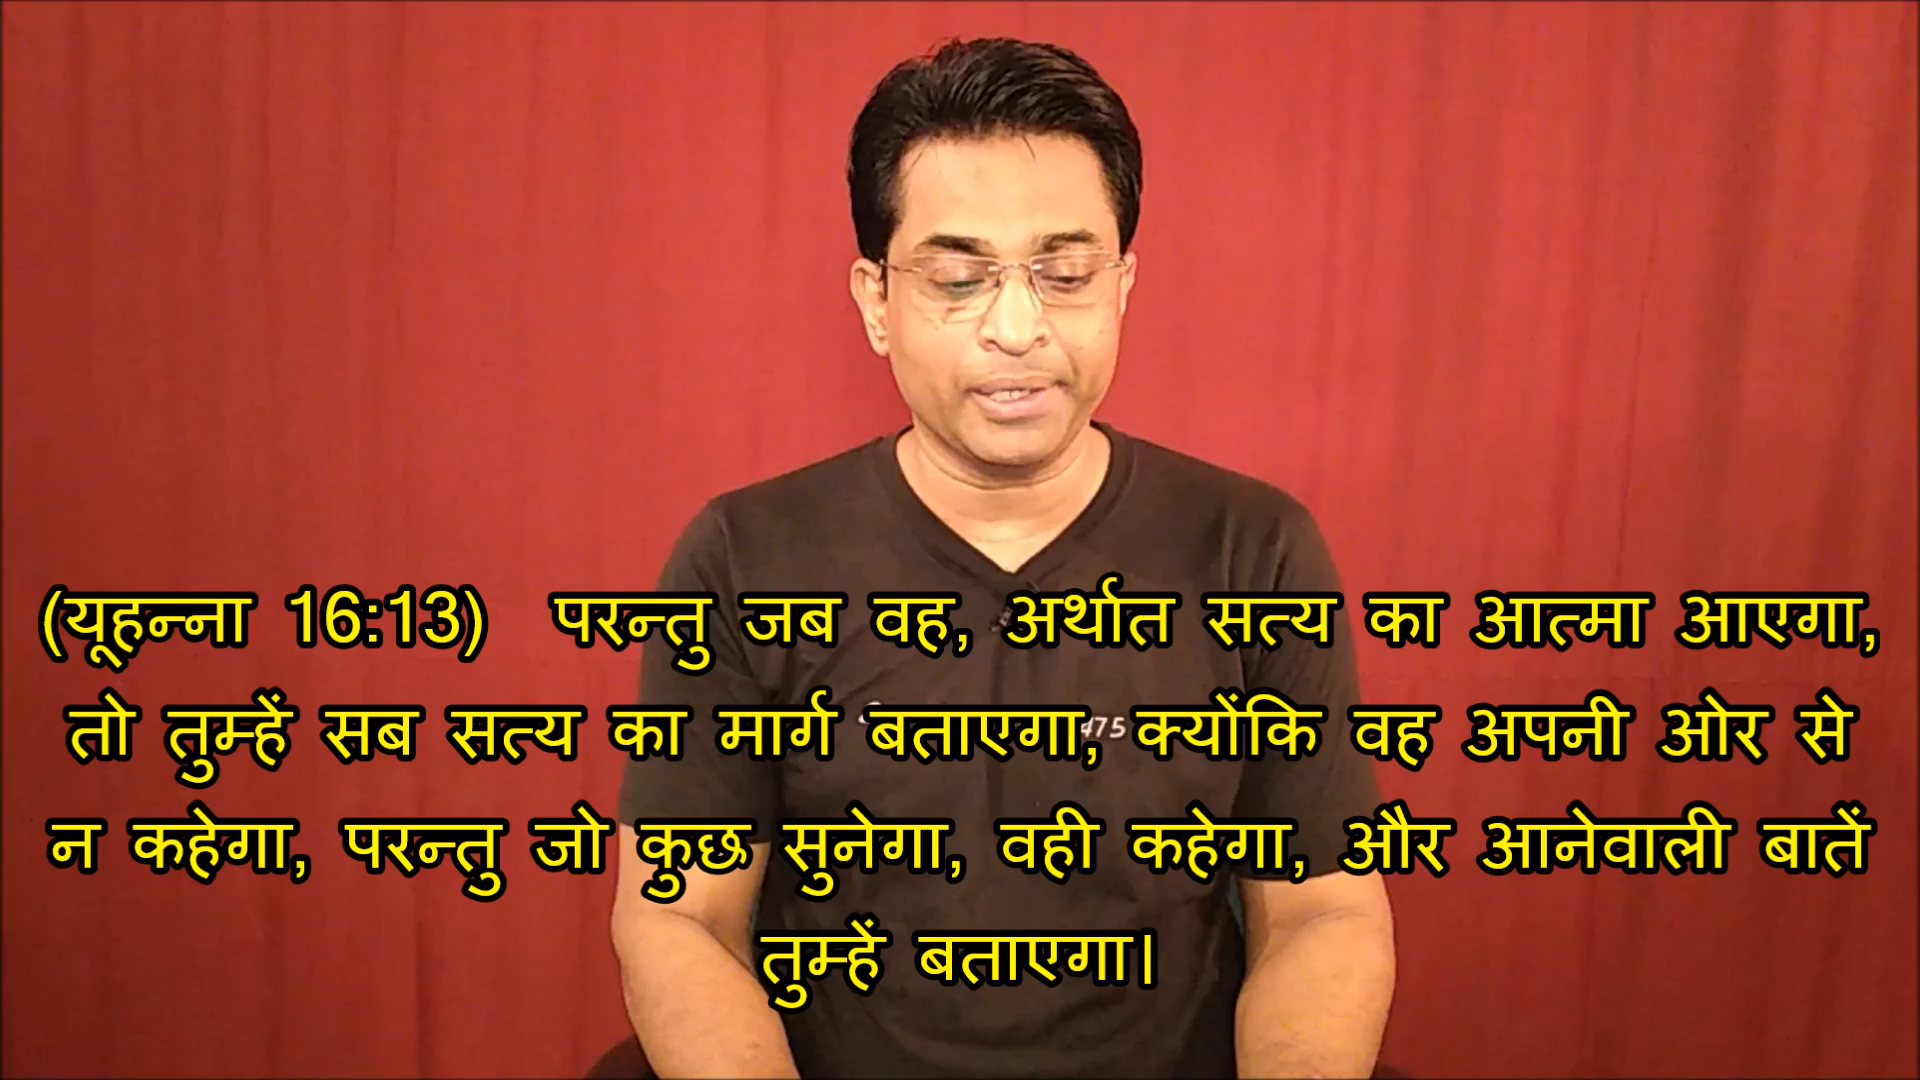 (यूहन्ना 16:13) परन्तु जब वह, अर्थात सत्य का आत्मा आएगा,
तो तुम्हें सब सत्य का मार्ग बताएगा, क्योंकि वह अपनी ओर से
न कहेगा, परन्तु जो कुछ सुनेगा, वही कहेगा, और आनेवाली बातें
तुम्हें बताएगा।